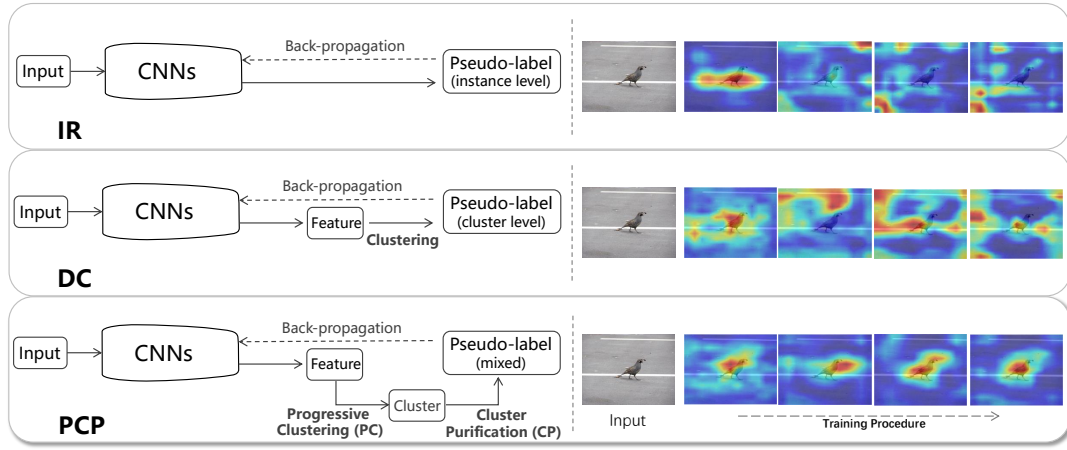 Back-propagation
Input
CNNs
Pseudo-label
(instance level)
IR
Back-propagation
Input
CNNs
Feature
Clustering
Pseudo-label
(cluster level)
DC
Back-propagation
Input
CNNs
Feature
Pseudo-label
(mixed)
Cluster
Progressive
Clustering (PC)
Cluster
Purification (CP)
PCP
Input
Training Procedure